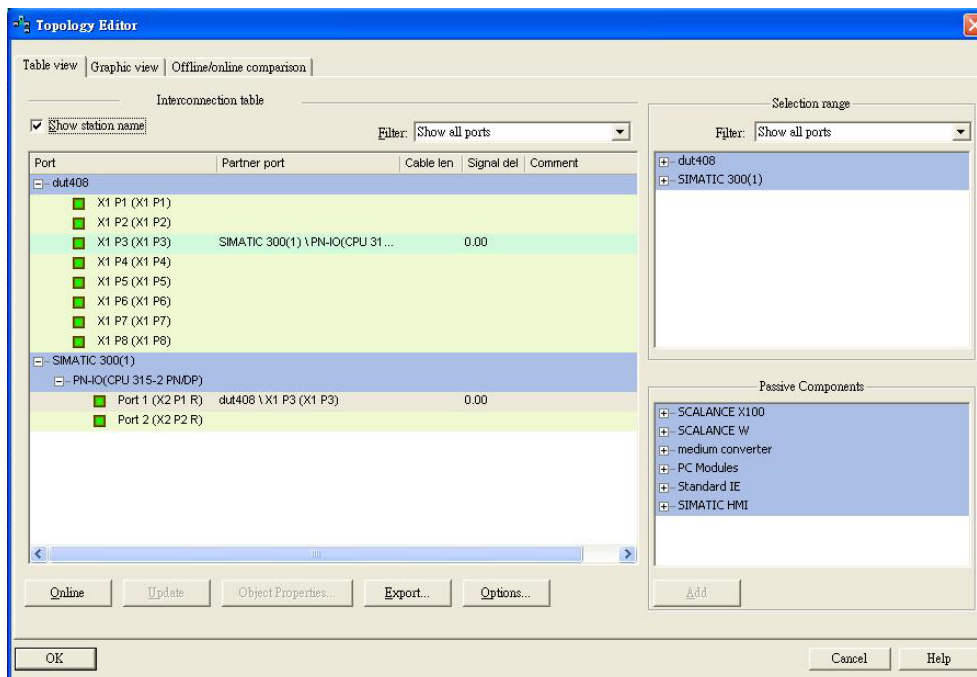 Topology Editor
Table view Graphic view Offline/online comparison
Interconnection table
Show station name
Filter: Show all ports
Port Partner port Cable len Signal del Comment
dut408
X1 P1 (X1 P1)
X1 P2 (X1 P2)
X1 P3 (X1 P3) SIMATIC 300(1) \ PN-IO(CPU 31... 0.00
X1 P4 (X1 P4)
X1 P5 (X1 P5)
X1 P6 (X1 P6)
X1 P7 (X1 P7)
X1 P8 (X1 P8)
SIMATIC 300(1)
PN-IO(CPU 315-2 PN/DP)
Port 1 (X2 P1 R) dut408 \ X1 P3 (X1 P3) 0.00
Port 2 (X2 P2 R)
Online Update Object Properties... Export... Options...
Selection range
Filter: Show all ports
dut408
SIMATIC 300(1)
Passive Components
SCALANCE X100
SCALANCE W
medium converter
PC Modules
Standard IE
SIMATIC HMI
Add
OK Cancel Help